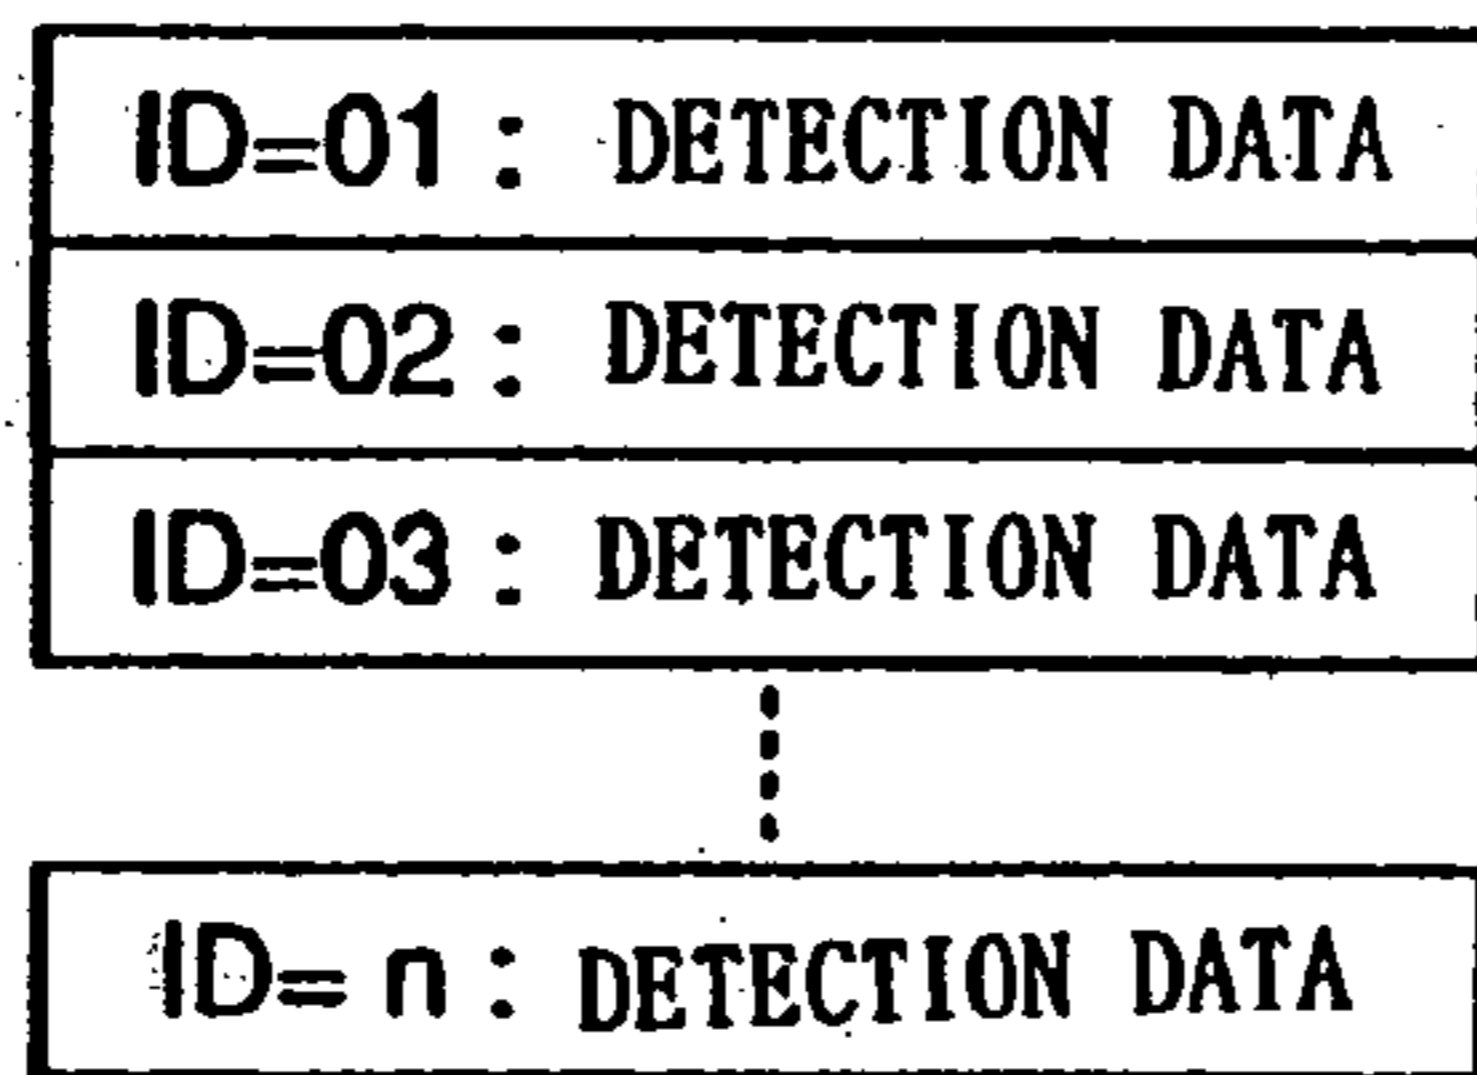 ID=01 : DETECTION DATA
ID=02 : DETECTION DATA
ID=03 : DETECTION DATA
ID= n : DETECTION DATA